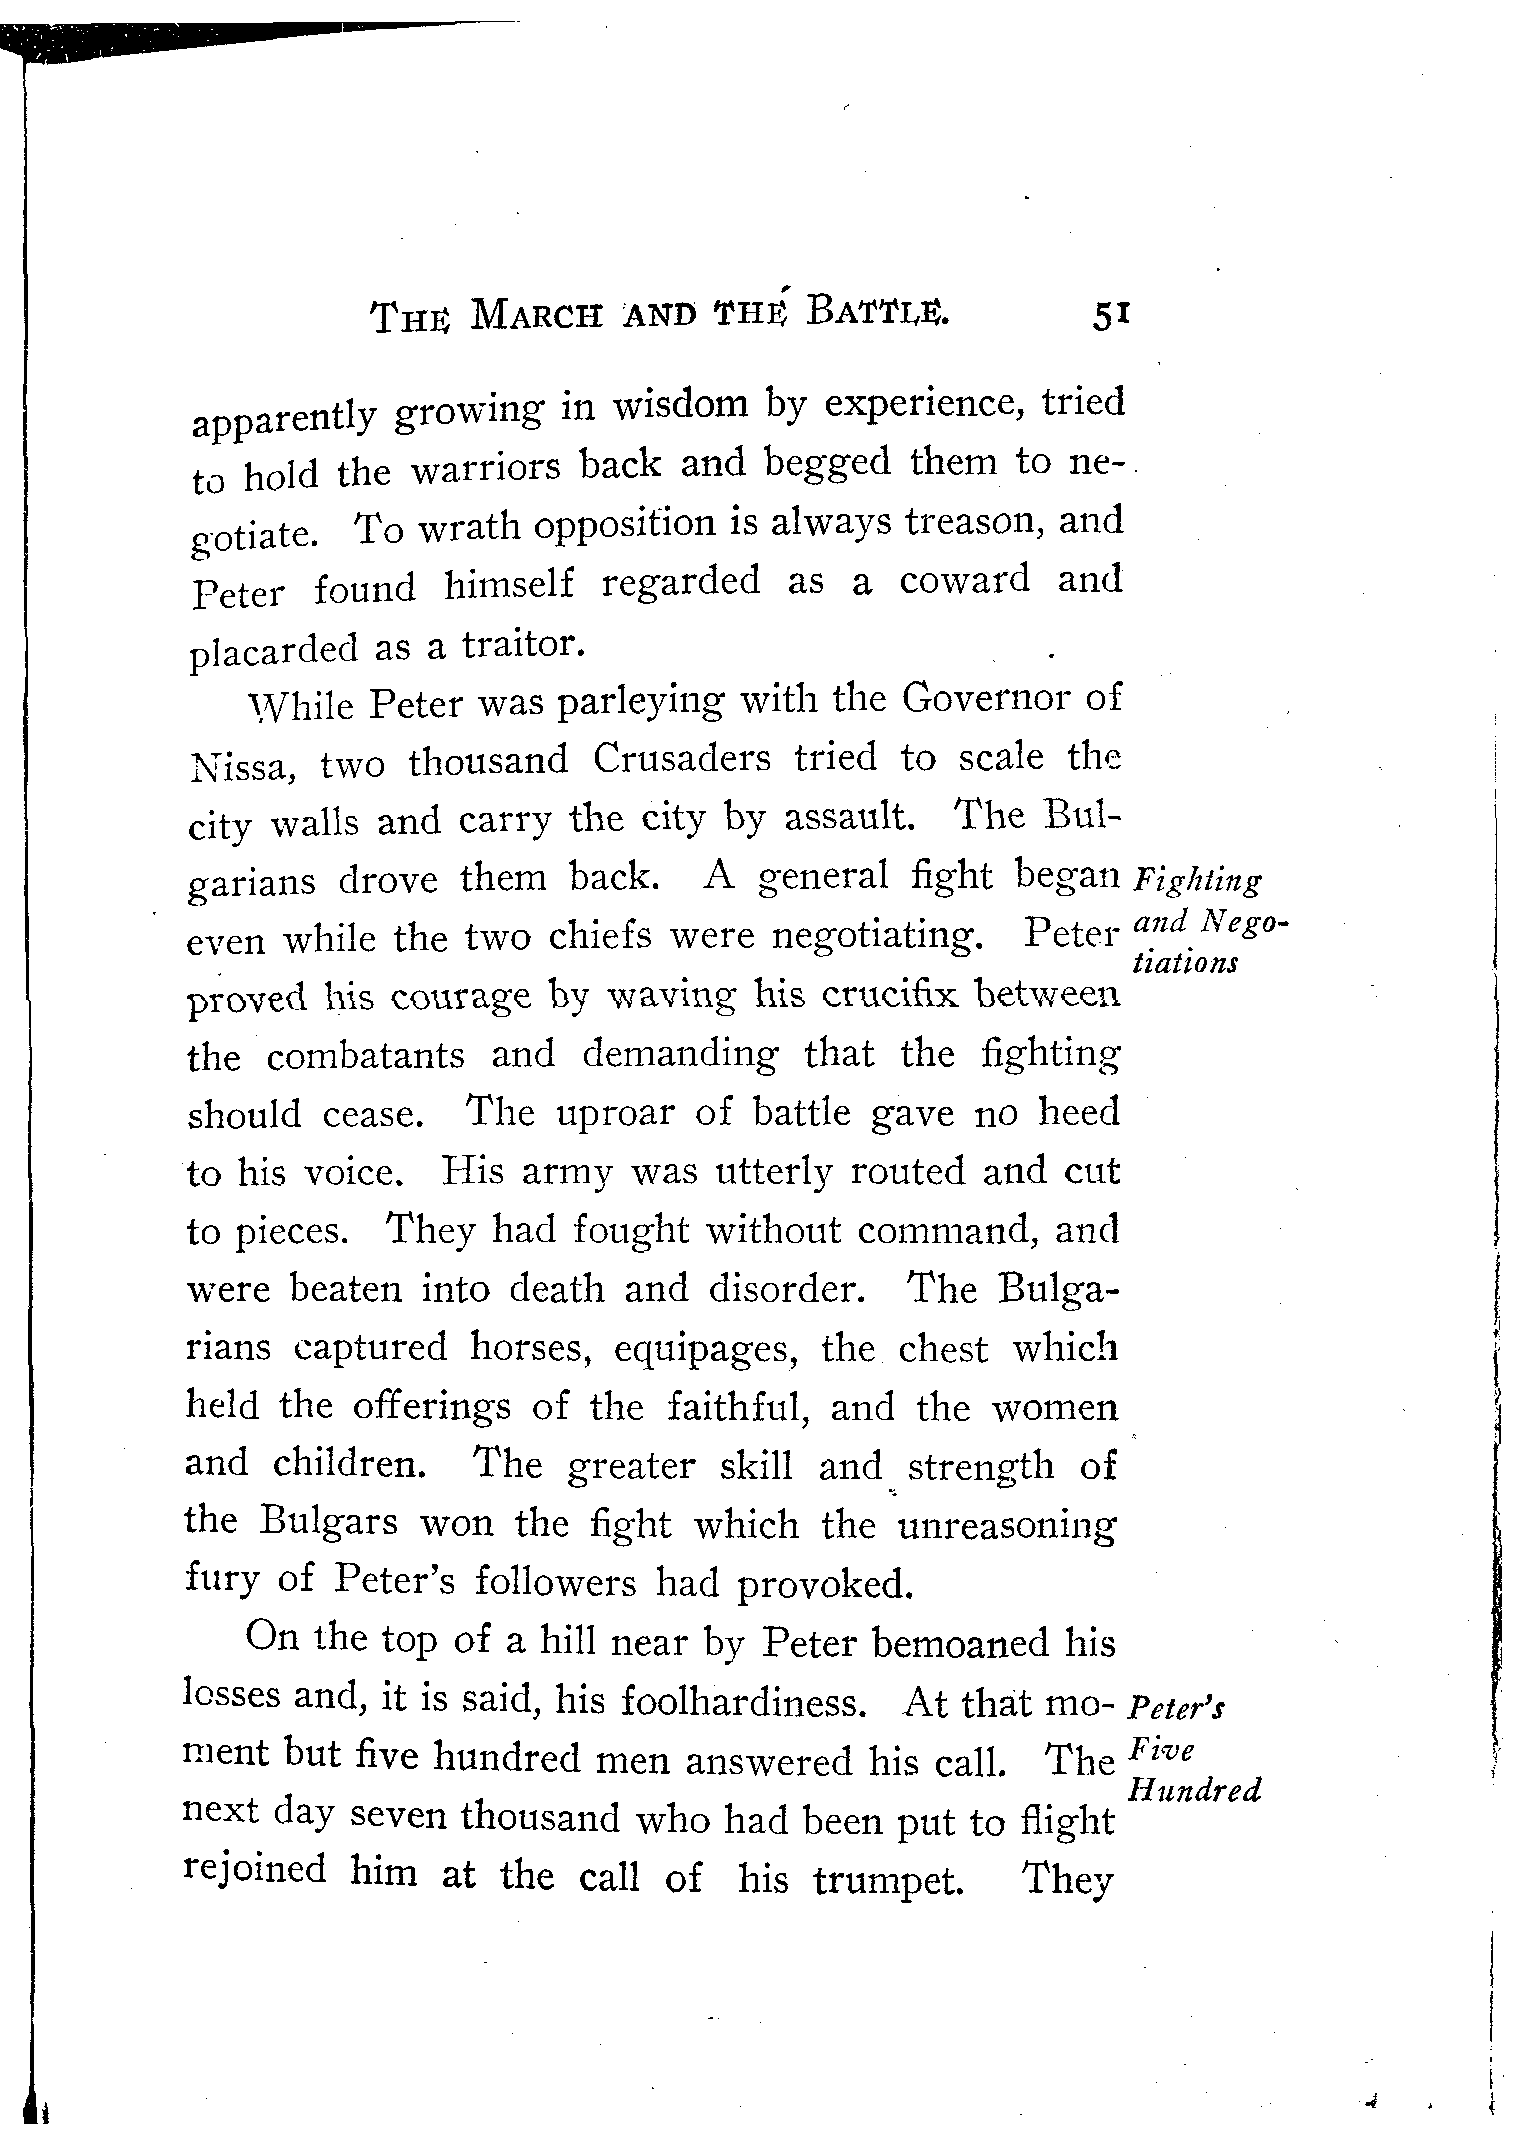 THE MARCH AND THE BATTLE. 51
apparently growing in wisdom by experience, tried
to hold the warriors back and begged them to ne-
gotiate. To wrath opposition is always treason, and
Peter found himself regarded as a coward and
placarded as a traitor.
While Peter was parleying with the Governor of
Nissa, two thousand Crusaders tried to scale the
city walls and carry the city by assault. The Bul-
garians drove them back. A general fight began
even while the two chiefs were negotiating. Peter
proved his courage by waving his crucifix between
the combatants and demanding that the fighting
should cease. The uproar of battle gave no heed
to his voice. His army was utterly routed and cut
to pieces. They had fought without command, and
were beaten into death and disorder. The Bulga-
rians captured horses, equipages, the chest which
held the offerings of the faithful, and the women
and children. The greater skill and strength of
the Bulgars won the fight which the unreasoning
fury of Peter's followers had provoked.
On the top of a hill near by Peter bemoaned his
losses and, it is said, his foolhardiness. At that mo-
ment but five hundred men answered his call. The
next day seven thousand who had been put to flight
rejoined him at the call of his trumpet. They
Fighting
and Nego-
tiations
Peter's
Five
Hundred